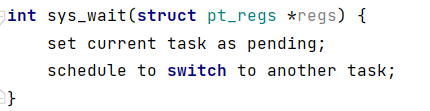 int sys_wait(struct pt_regs *regs) {
    set current task as pending;
    schedule to switch to another task;
}